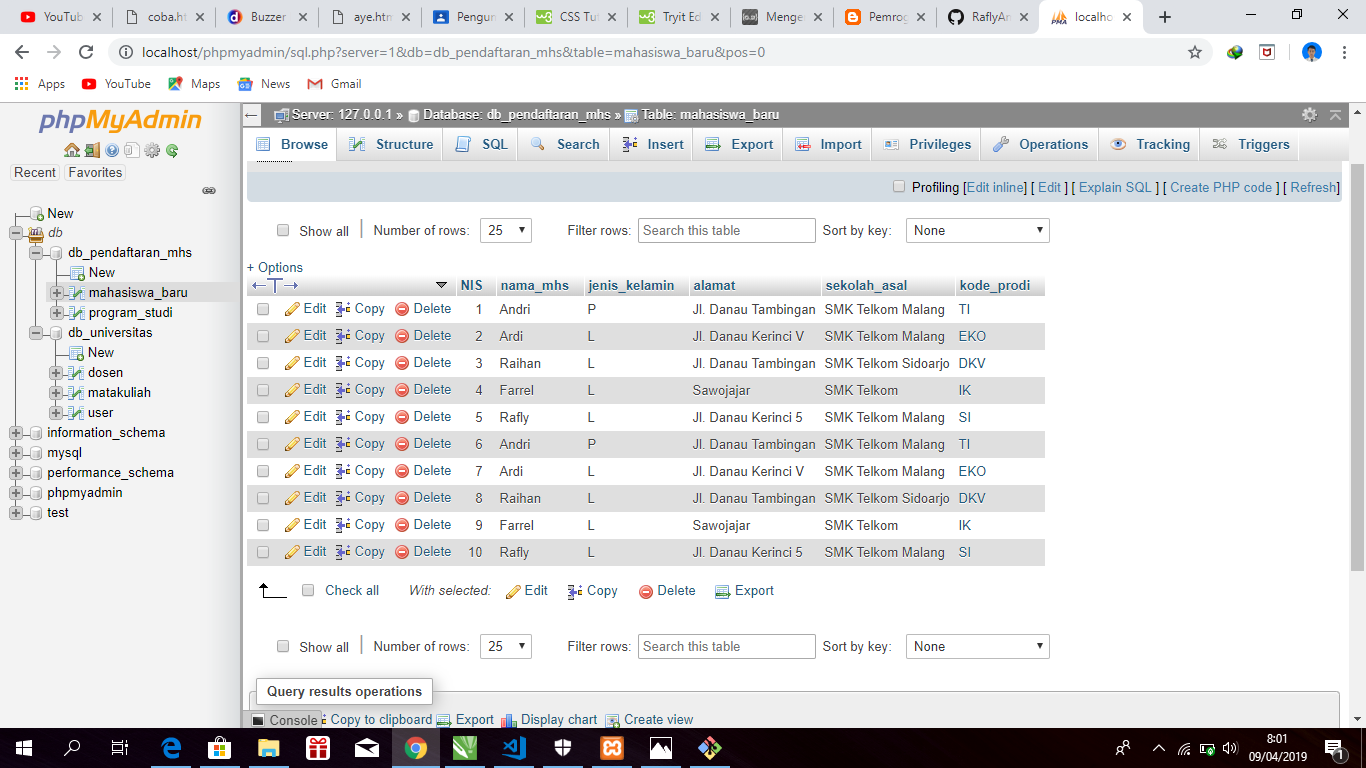 YouTub
coba.ht
Buzzer
aye.htm
Pengun
CSS Tut
Tryit Ed
Menge
Pemrog
RaflyAn
localho
localhost/phpmyadmin/sql.php?server=1&db=db_pendaftaran_mhs&table=mahasiswa_baru&pos=0
Apps YouTube Maps News Gmail
phpMyAdmin
Recent Favorites
New
db
db_pendaftaran_mhs
New
mahasiswa_baru
program_studi
db_universitas
New
dosen
matakuliah
user
information_schema
mysql
performance_schema
phpmyadmin
test
Server: 127.0.0.1 » Database: db_pendaftaran_mhs » Table: mahasiswa_baru
Browse Structure SQL Search Insert Export Import Privileges Operations Tracking Triggers
Profiling [Edit inline] [ Edit ] [ Explain SQL ] [ Create PHP code ] [ Refresh]
Show all Number of rows: 25 Filter rows: Search this table Sort by key: None
+ Options
NIS nama_mhs jenis_kelamin alamat sekolah_asal kode_prodi
Edit Copy Delete 1 Andri P Jl. Danau Tambingan SMK Telkom Malang TI
Edit Copy Delete 2 Ardi L Jl. Danau Kerinci V SMK Telkom Malang EKO
Edit Copy Delete 3 Raihan L Jl. Danau Tambingan SMK Telkom Sidoarjo DKV
Edit Copy Delete 4 Farrel L Sawojajar SMK Telkom IK
Edit Copy Delete 5 Rafly L Jl. Danau Kerinci 5 SMK Telkom Malang SI
Edit Copy Delete 6 Andri P Jl. Danau Tambingan SMK Telkom Malang TI
Edit Copy Delete 7 Ardi L Jl. Danau Kerinci V SMK Telkom Malang EKO
Edit Copy Delete 8 Raihan L Jl. Danau Tambingan SMK Telkom Sidoarjo DKV
Edit Copy Delete 9 Farrel L Sawojajar SMK Telkom IK
Edit Copy Delete 10 Rafly L Jl. Danau Kerinci 5 SMK Telkom Malang SI
Check all With selected: Edit Copy Delete Export
Show all Number of rows: 25 Filter rows: Search this table Sort by key: None
Query results operations
Console Copy to clipboard Export Display chart Create view
8:01
09/04/2019
1